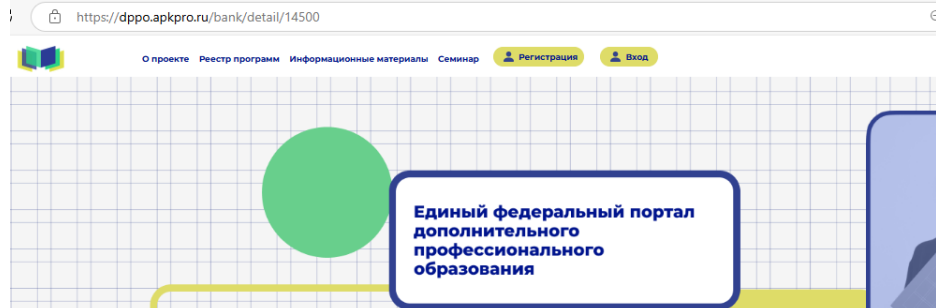 https://dppo.apkpro.ru/bank/detail/14500
О проекте Реестр программ Информационные материалы Семинар Регистрация Вход
Единый федеральный портал
дополнительного
профессионального
образования